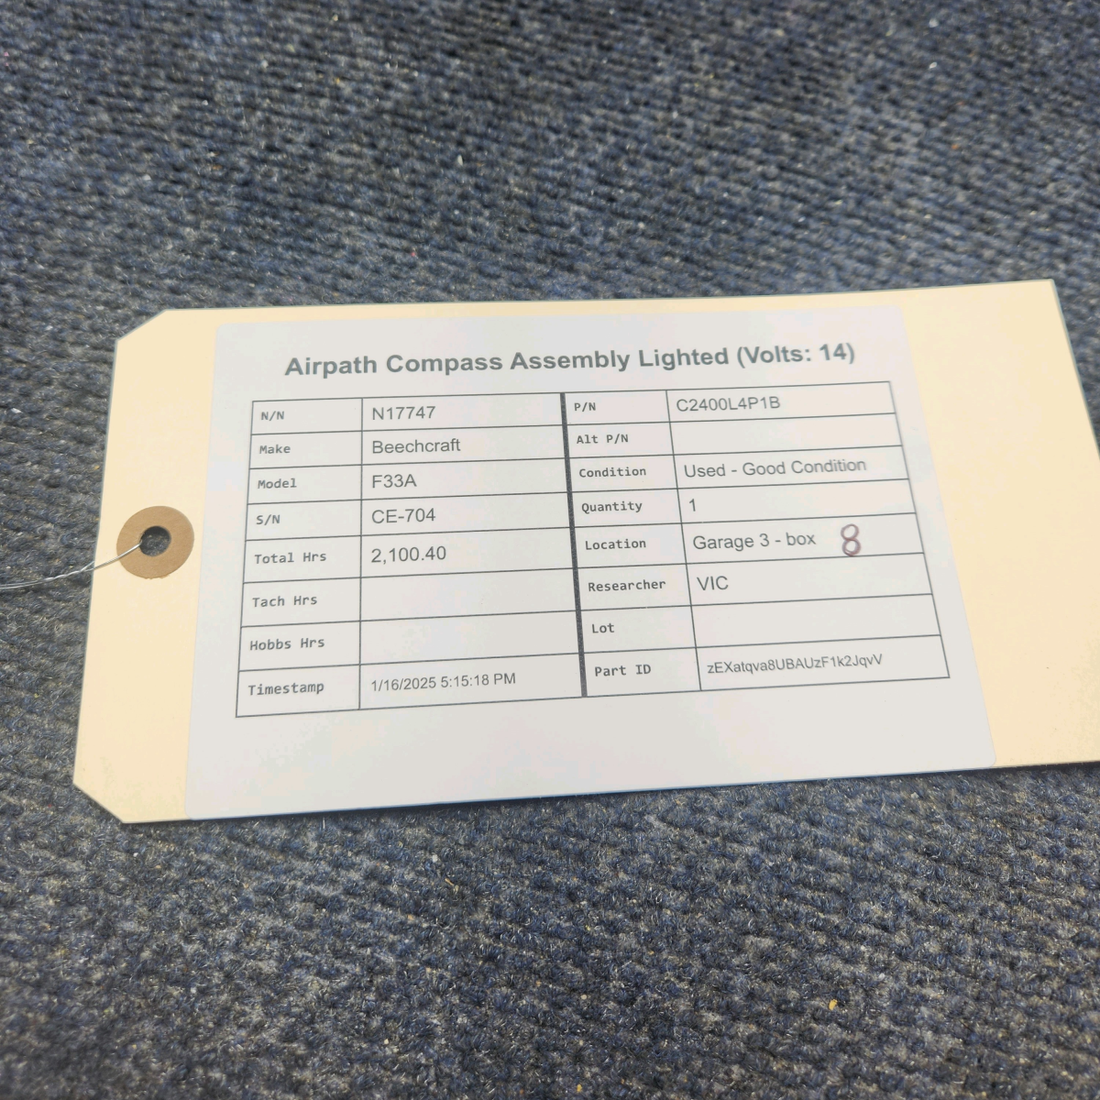 Airpath Compass Assembly Lighted (Volts: 14)
N/N N17747 P/N C2400L4P1B
Make Beechcraft Alt P/N
Model F33A Condition Used - Good Condition
S/N CE-704 Quantity 1
Total Hrs 2,100.40 Location Garage 3 - box 8
Tach Hrs Researcher VIC
Hobbs Hrs Lot
Timestamp 1/16/2025 5:15:18 PM Part ID zEXatqva8UBAUzF1k2JqvV